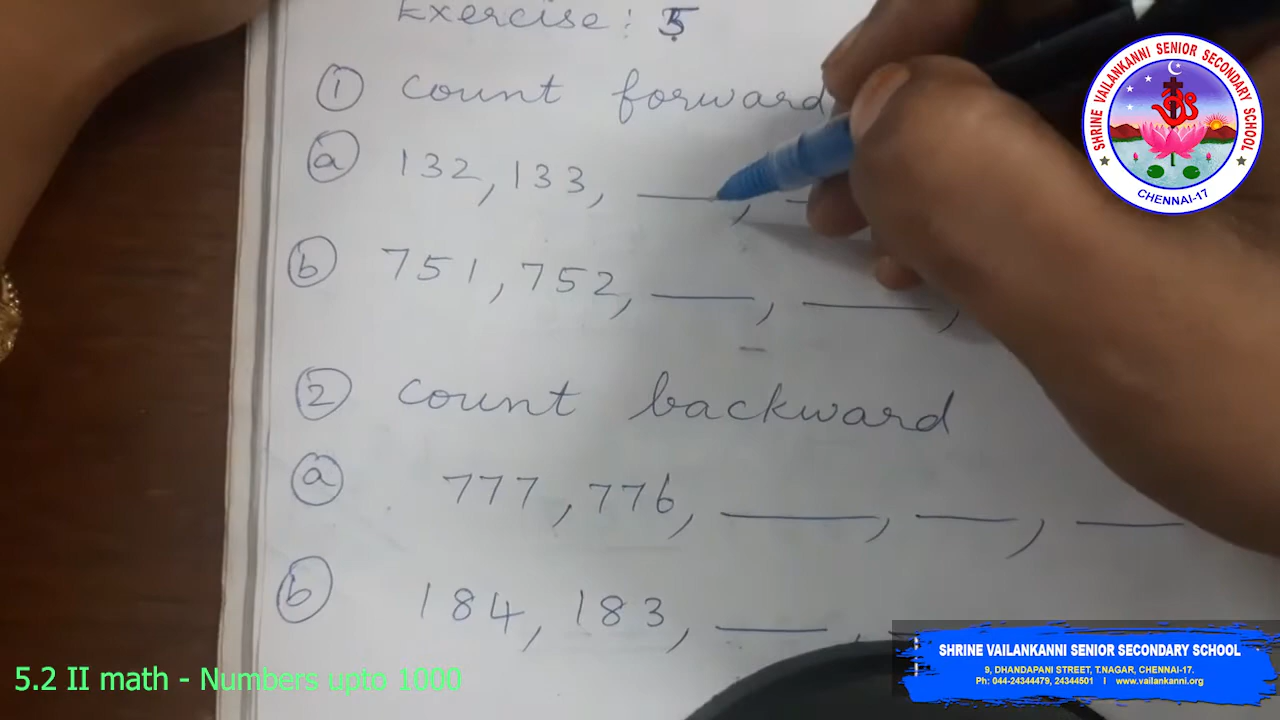 Exercise: 5
1 Count forward
a 132, 133, ___, __
b 751, 752, ___, ___,
2 Count backward
a 777, 776, ___, ___, ___
b 184, 183, ___,
SHRINE VAILANKANNI SENIOR SECONDARY SCHOOL
CHENNAI-17
5.2 II math - Numbers upto 1000
SHRINE VAILANKANNI SENIOR SECONDARY SCHOOL
9, DHANDAPANI STREET, T.NAGAR, CHENNAI-17.
Ph: 044-24344479, 24344501 I www.vailankanni.org